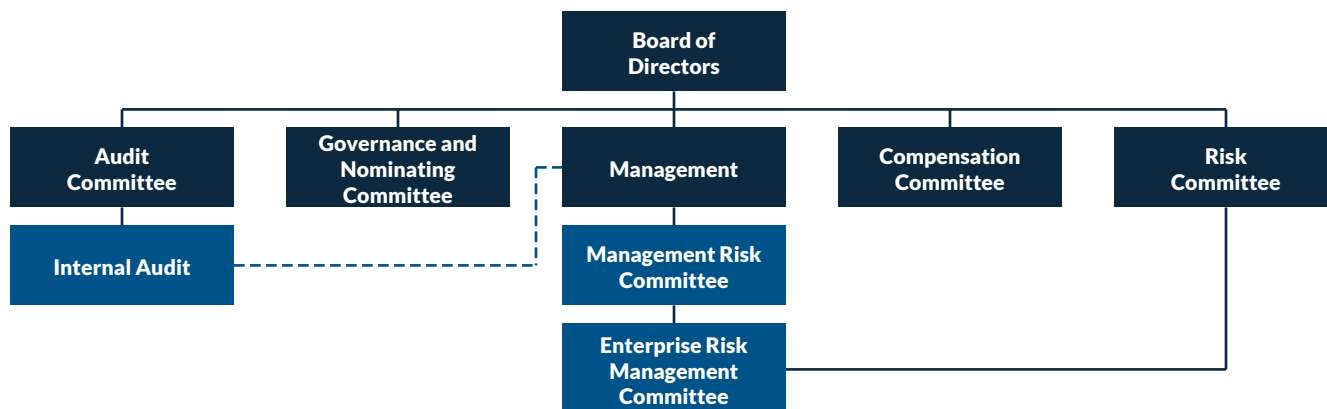 Board of
Directors
Audit
Committee
Governance and
Nominating
Committee
Management
Compensation
Committee
Risk
Committee
Internal Audit
Management Risk
Committee
Enterprise Risk
Management
Committee